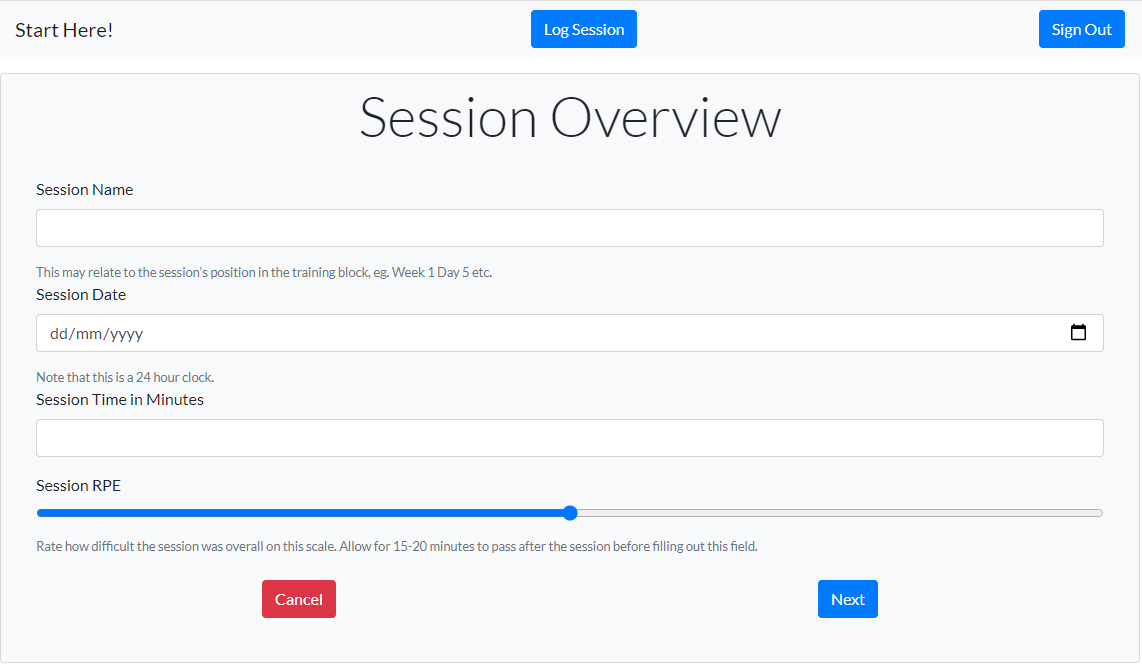 Start Here!
Log Session
Sign Out
Session Overview
Session Name
This may relate to the session's position in the training block, eg. Week 1 Day 5 etc.
Session Date
dd/mm/yyyy
Note that this is a 24 hour clock.
Session Time in Minutes
Session RPE
Rate how difficult the session was overall on this scale. Allow for 15-20 minutes to pass after the session before filling out this field.
Cancel
Next